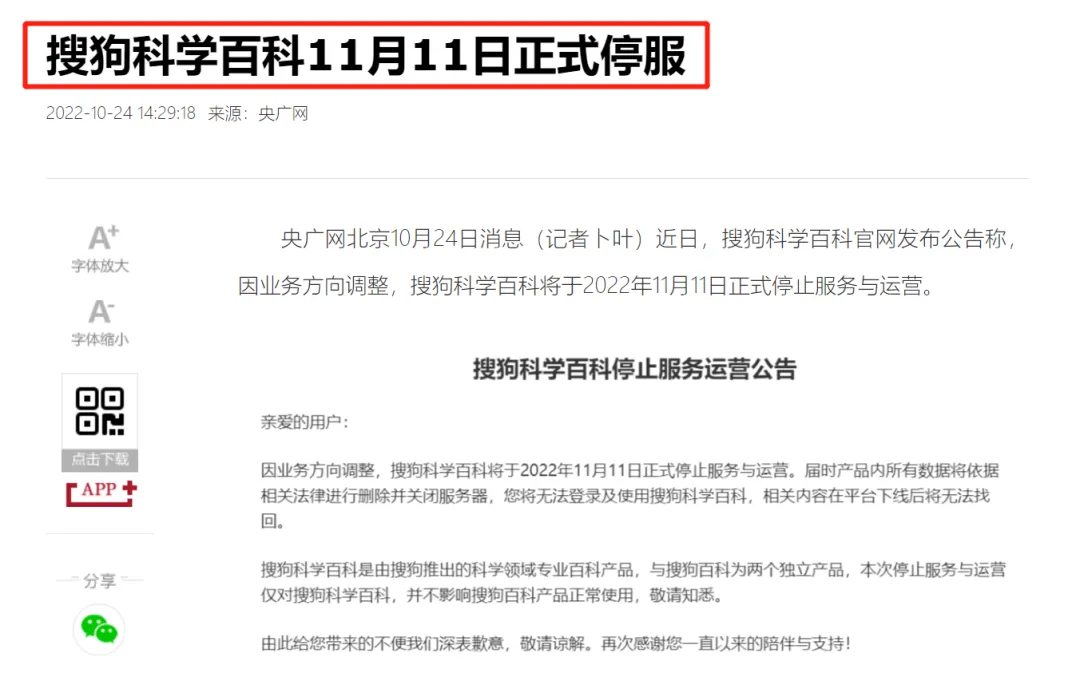 搜狗科学百科11月11日正式停服
2022-10-24 14:29:18 来源：央广网
A+
字体放大
A-
字体缩小
点击下载
APP+
分享
央广网北京10月24日消息（记者卜叶）近日，搜狗科学百科官网发布公告称，
因业务方向调整，搜狗科学百科将于2022年11月11日正式停止服务与运营。
搜狗科学百科停止服务运营公告
亲爱的用户：
因业务方向调整，搜狗科学百科将于2022年11月11日正式停止服务与运营。届时产品内所有数据将依据
相关法律进行删除并关闭服务器，您将无法登录及使用搜狗科学百科，相关内容在平台下线后将无法找
回。
搜狗科学百科是由搜狗推出的科学领域专业百科产品，与搜狗百科为两个独立产品，本次停止服务与运营
仅对搜狗科学百科，并不影响搜狗百科产品正常使用，敬请知悉。
由此给您带来的不便我们深表歉意，敬请谅解。再次感谢您一直以来的陪伴与支持！